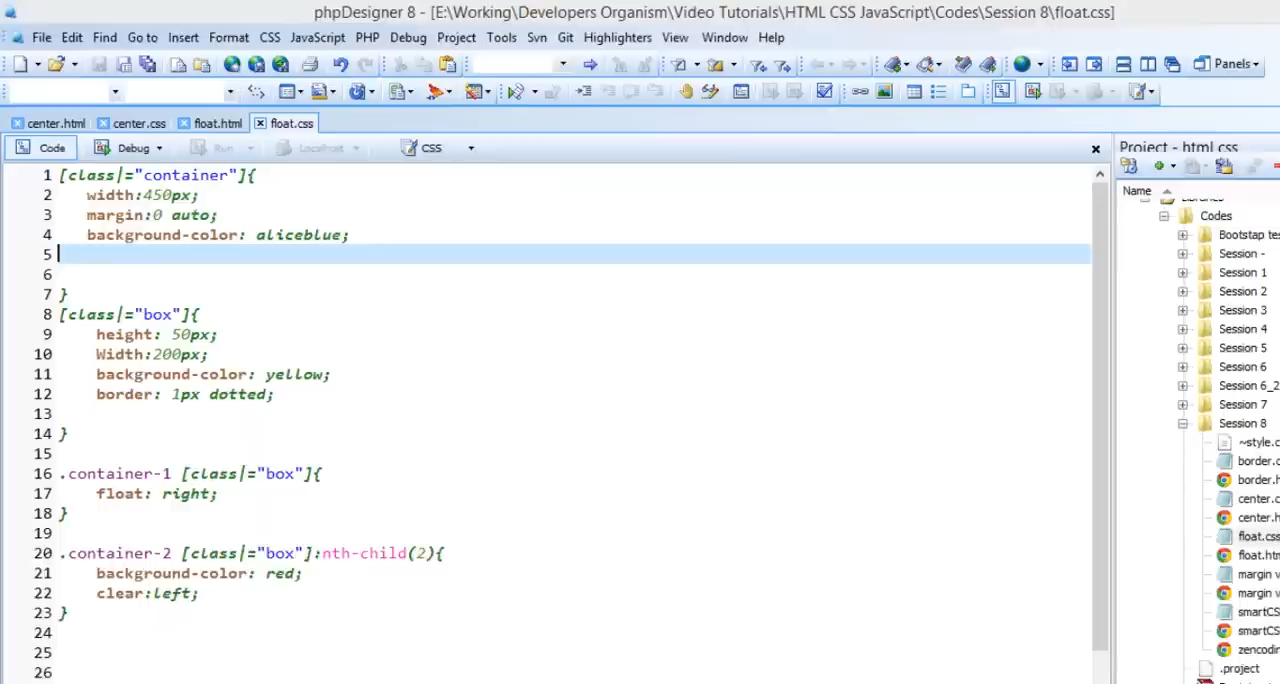 phpDesigner 8 - [E:\Working\Developers Organism\Video Tutorials\HTML CSS JavaScript\Codes\Session 8\float.css]
File Edit Find Go to Insert Format CSS JavaScript PHP Debug Project Tools Svn Git Highlighters View Window Help
Panels
center.html center.css float.html float.css
Code Debug Run Localhost CSS
Project - html css
Name
Libraries
Codes
Bootstap te
Session -
Session 1
Session 2
Session 3
Session 4
Session 5
Session 6
Session 6_2
Session 7
Session 8
~style.c
border.c
border.h
center.c
center.h
float.css
float.htm
margin v
margin v
smartCS
smartCS
zencodin
.project
1 [class|="container"]{
2 width:450px;
3 margin:0 auto;
4 background-color: aliceblue;
5
6
7 }
8 [class|="box"]{
9 height: 50px;
10 Width:200px;
11 background-color: yellow;
12 border: 1px dotted;
13
14 }
15
16 .container-1 [class|="box"]{
17 float: right;
18 }
19
20 .container-2 [class|="box"]:nth-child(2){
21 background-color: red;
22 clear:left;
23 }
24
25
26